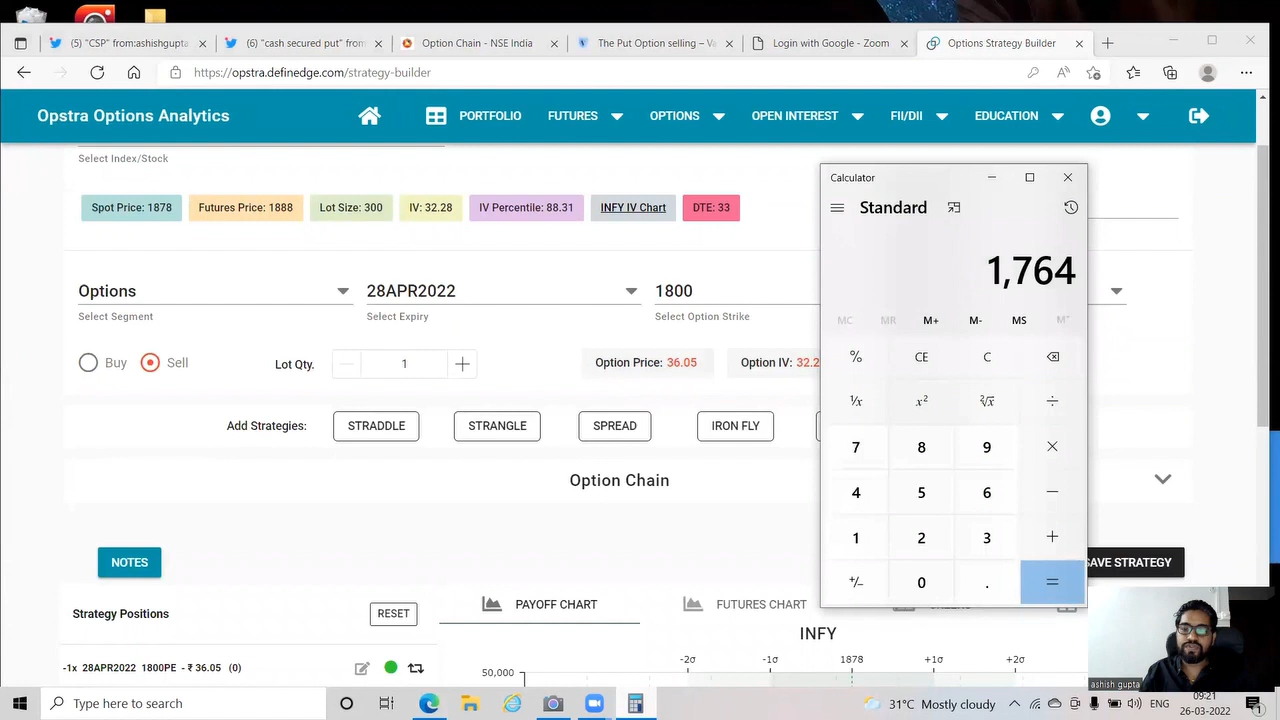 (5) "CSP" from:ashishgupta
"cash secured put" from
Option Chain - NSE India
The Put Option selling – V
Login with Google - Zoom
Options Strategy Builder
https://opstra.definedge.com/strategy-builder
Opstra Options Analytics
PORTFOLIO
FUTURES
OPTIONS
OPEN INTEREST
FII/DII
EDUCATION
Select Index/Stock
Spot Price: 1878
Futures Price: 1888
Lot Size: 300
IV: 32.28
IV Percentile: 88.31
INFY IV Chart
DTE: 33
Options
28APR2022
1800
Select Segment
Select Expiry
Select Option Strike
Buy
Sell
Lot Qty.
1
Option Price: 36.05
Option IV: 32.2
Add Strategies:
STRADDLE
STRANGLE
SPREAD
IRON FLY
Option Chain
NOTES
AVE STRATEGY
Strategy Positions
RESET
PAYOFF CHART
FUTURES CHART
INFY
-1x 28APR2022 1800PE - ₹ 36.05 (0)
-2σ
-1σ
1878
+1σ
+2σ
50,000
Calculator
Standard
1,764
MC
MR
M+
M-
MS
M˅
%
CE
C
¹/x
x²
²√x
÷
7
8
9
×
4
5
6
−
1
2
3
+
+/−
0
.
=
ashish gupta
Type here to search
31°C Mostly cloudy
ENG
09:21
26-03-2022
1